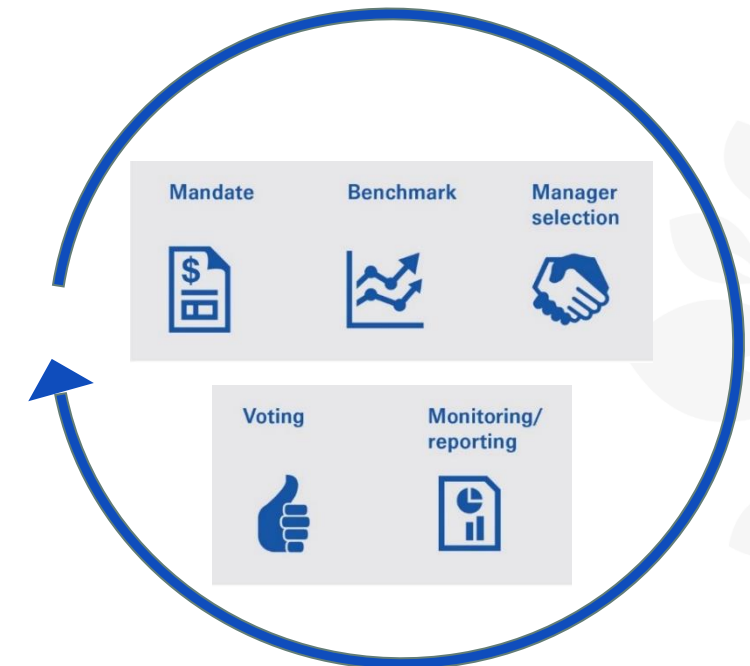 Mandate
Benchmark
Manager
selection
$
Voting
Monitoring/
reporting